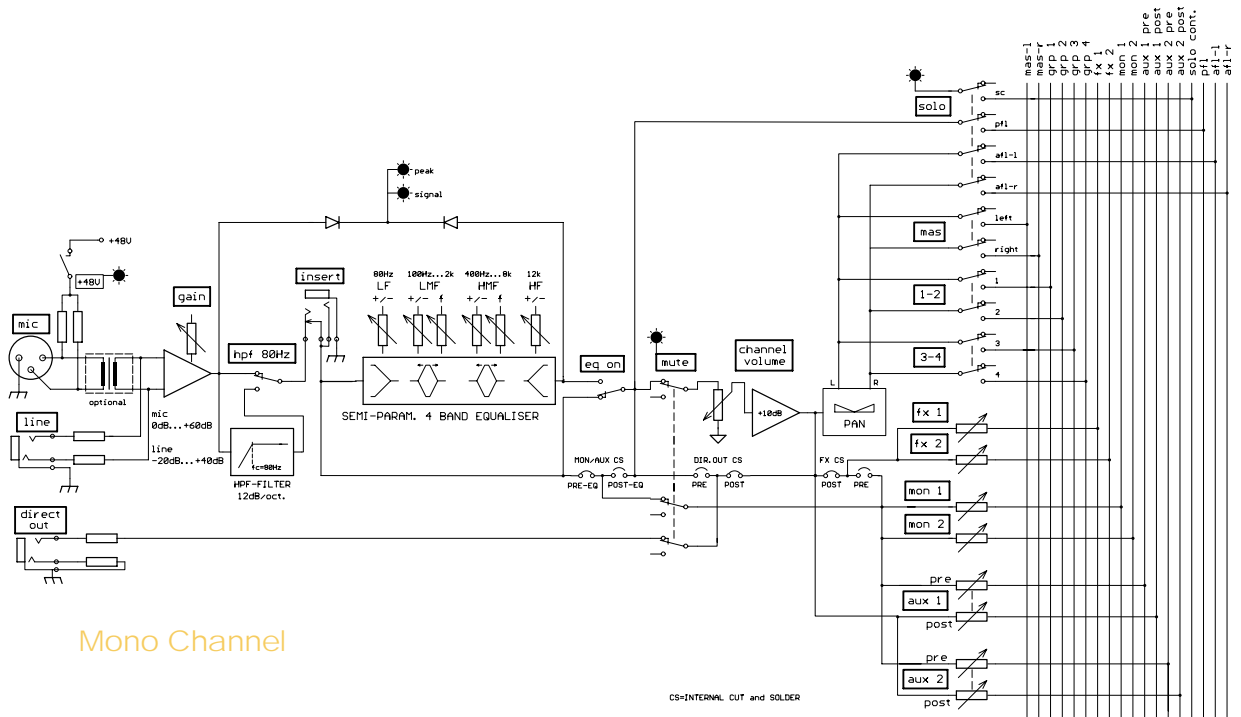 mas-l
mas-r
grp 1
grp 2
grp 3
grp 4
fx 1
fx 2
mon 1
mon 2
aux 1 pre
aux 1 post
aux 2 pre
aux 2 post
solo cont.
pfl
afl-l
afl-r
solo
sc
pfl
afl-l
afl-r
mas
left
right
1-2
1
2
3-4
3
4
peak
signal
+48V
+48V
mic
gain
optional
hpf 80Hz
insert
80Hz 100Hz...2k 400Hz...8k 12k
LF LMF HMF HF
+/- +/- f +/- f +/-
SEMI-PARAM. 4 BAND EQUALISER
eq on
mute
channel
volume
+10dB
L R
PAN
mic
0dB...+60dB
line
-20dB...+40dB
line
fc=80Hz
HPF-FILTER
12dB/oct.
MON/AUX CS
PRE-EQ POST-EQ
DIR.OUT CS
PRE POST
FX CS
POST PRE
fx 1
fx 2
mon 1
mon 2
direct
out
pre
aux 1
post
pre
aux 2
post
Mono Channel
CS=INTERNAL CUT and SOLDER